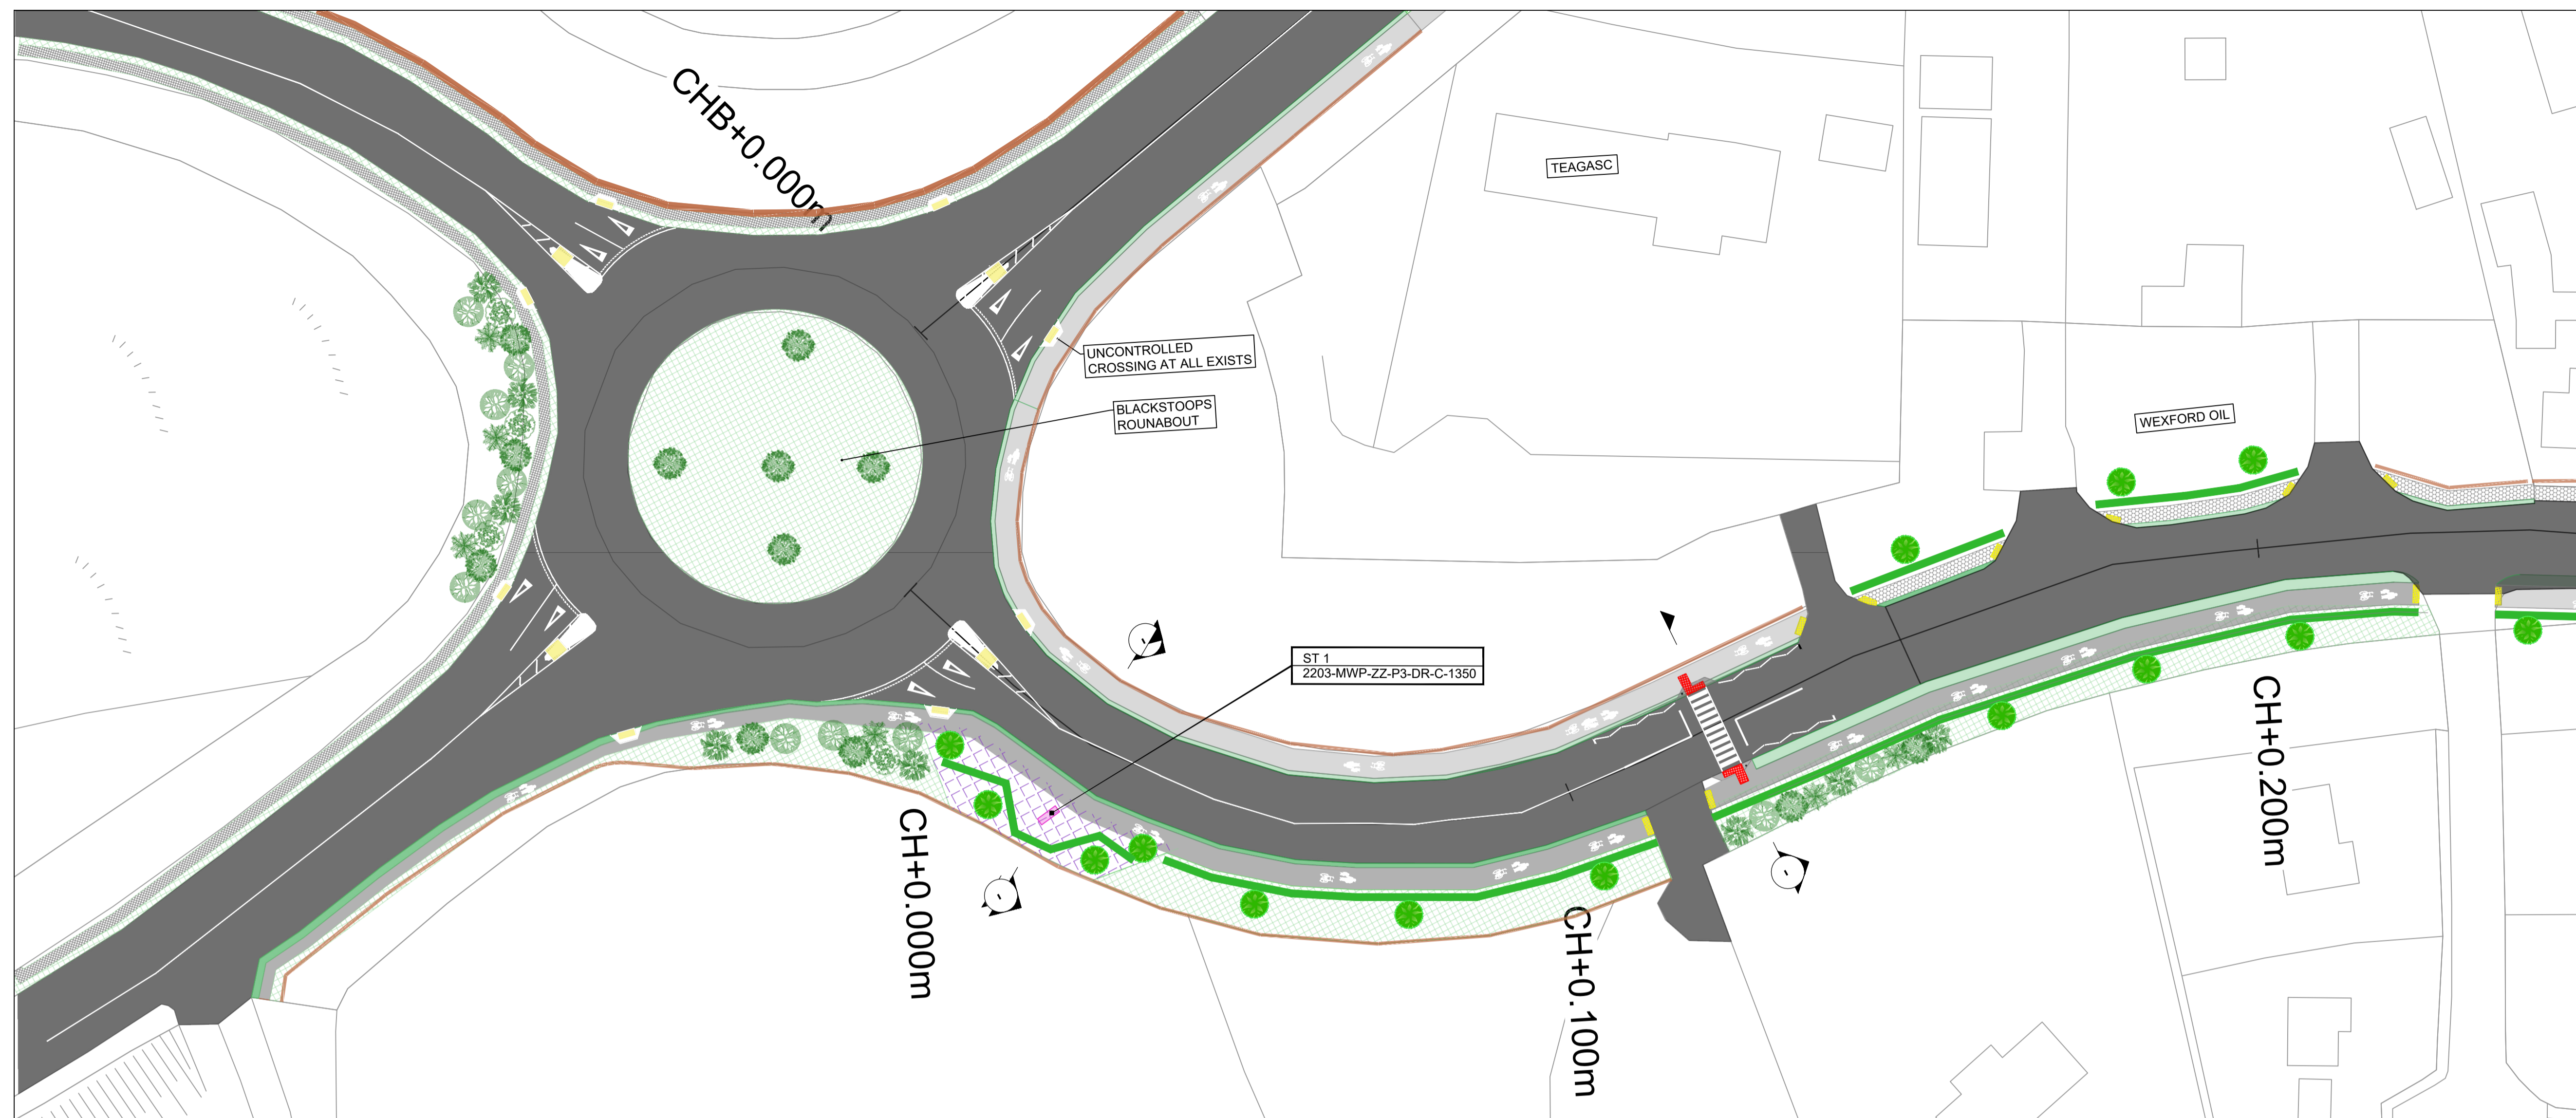 CHB+0.000m
TEAGASC
UNCONTROLLED
CROSSING AT ALL EXISTS
BLACKSTOOPS
ROUNABOUT
WEXFORD OIL
ST 1
2203-MWP-ZZ-P3-DR-C-1350
CH+0.000m
CH+0.100m
CH+0.200m